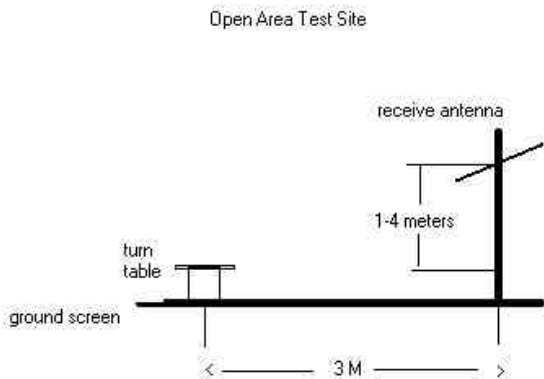 Open Area Test Site
receive antenna
1-4 meters
turn
table
ground screen
3 M